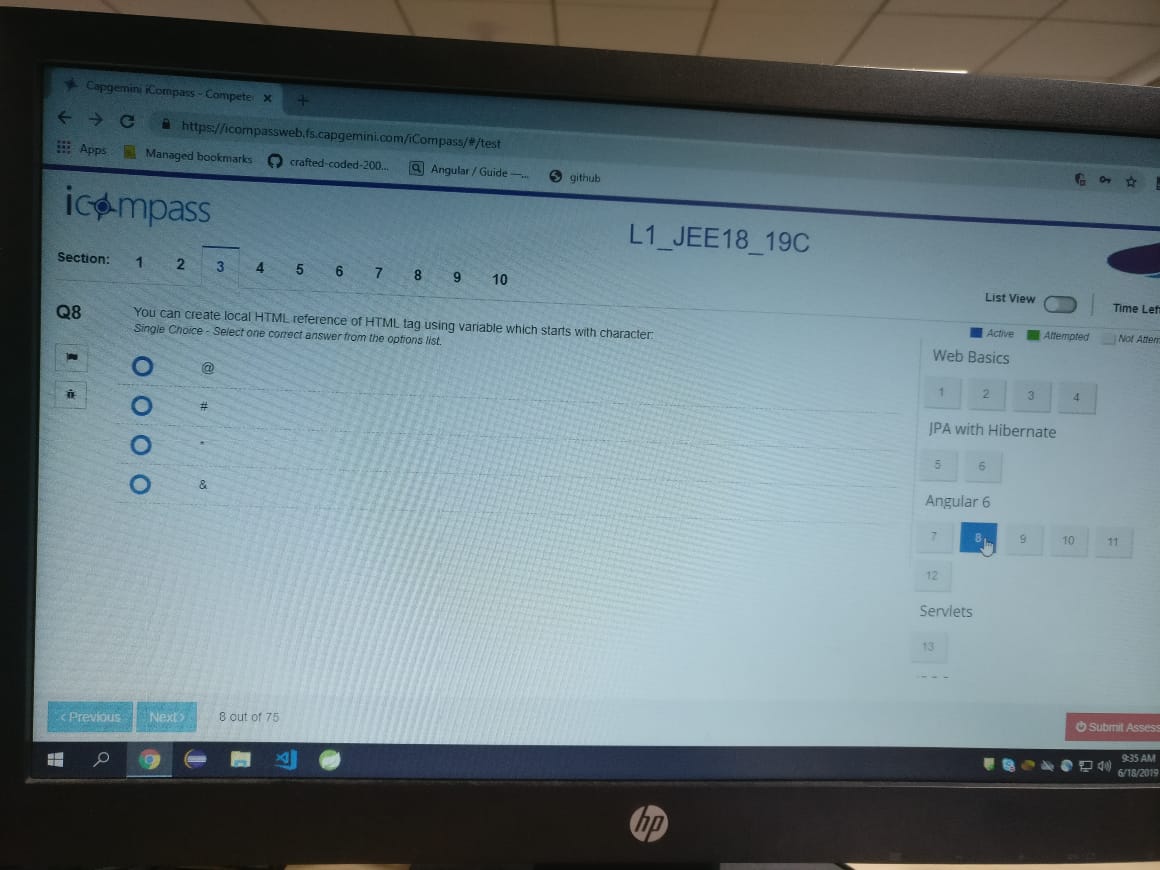 Capgemini iCompass - Compete
https://icompassweb.fs.capgemini.com/iCompass/#/test
Apps Managed bookmarks crafted-coded-200... Angular / Guide —... github
icompass
L1_JEE18_19C
Section: 1 2 3 4 5 6 7 8 9 10
List View Time Lef
Active Attempted Not Attem
Q8
You can create local HTML reference of HTML tag using variable which starts with character:
Single Choice - Select one correct answer from the options list.
@
#
*
&
Web Basics
1 2 3 4
JPA with Hibernate
5 6
Angular 6
7 8 9 10 11
12
Servlets
13
< Previous Next > 8 out of 75
Submit Assess
9:35 AM
6/18/2019
hp